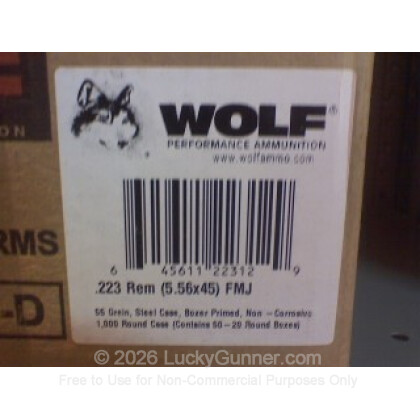 E
ION
RMS
-D
WOLF®
PERFORMANCE AMMUNITION
www.wolfammo.com
6 45611 22312 9
.223 Rem (5.56x45) FMJ
55 Grain, Steel Case, Boxer Primed, Non - Corrosive
1,000 Round Case (Contains 50 - 20 Round Boxes)
© 2026 LuckyGunner.com
Free to Use for Non-Commercial Purposes Only